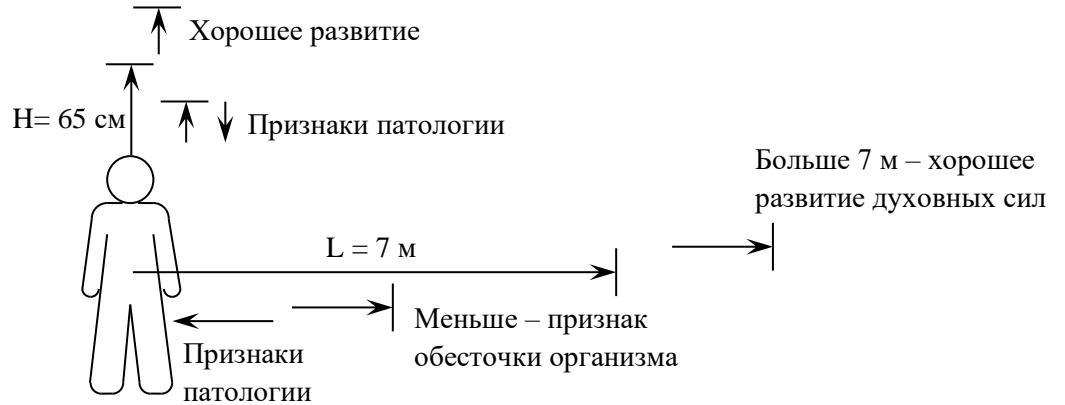 Хорошее развитие
H= 65 см
Признаки патологии
Больше 7 м – хорошее
развитие духовных сил
L = 7 м
Меньше – признак
обесточки организма
Признаки
патологии